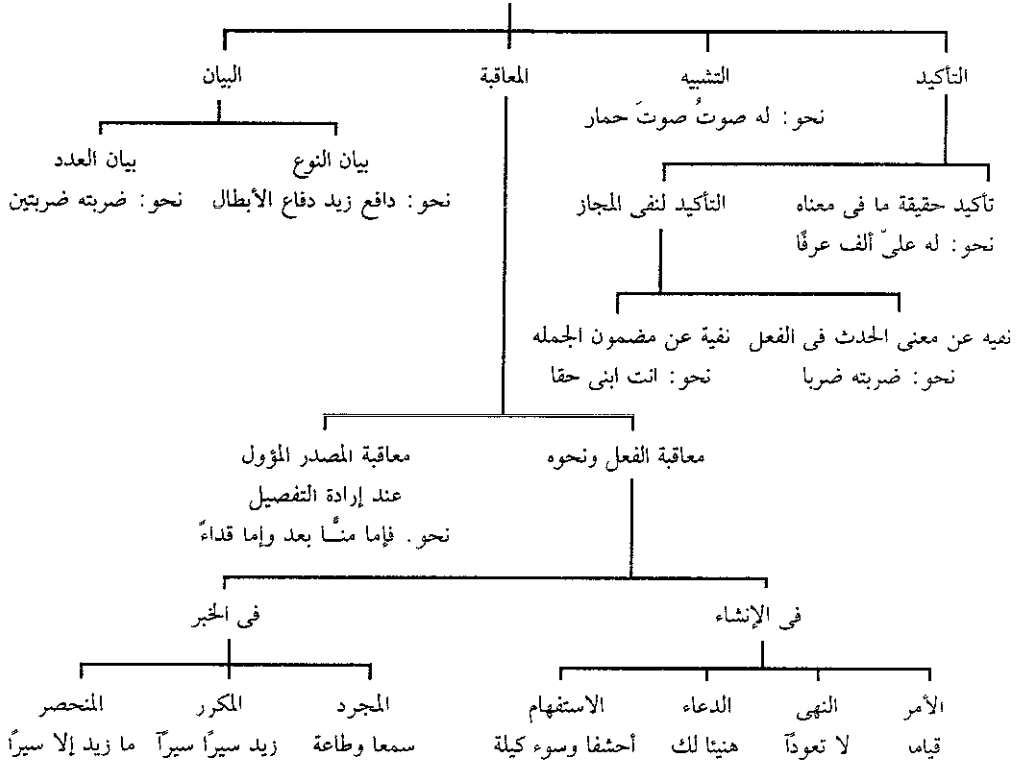 التأكيد التشبيه المعاقبة البيان
نحو: له صوتُ صوتَ حمار
بيان النوع بيان العدد
نحو: دافع زيد دفاع الأبطال نحو: ضربته ضربتين
تأكيد حقيقة ما فى معناه التأكيد لنفى المجاز
نحو: له علىّ ألف عرفًا
نفيه عن معنى الحدث فى الفعل نفية عن مضمون الجمله
نحو: ضربته ضربا نحو: انت ابنى حقا
معاقبة الفعل ونحوه معاقبة المصدر المؤول
عند إرادة التفصيل
نحو. فإما منًّا بعد وإما قداءً
فى الإنشاء فى الخبر
الأمر النهى الدعاء الاستفهام المجرد المكرر المنحصر
قياما لا تعودًا هنيئا لك أحشفا وسوء كيلة سمعا وطاعة زيد سيرًا سيرًا ما زيد إلا سيرًا